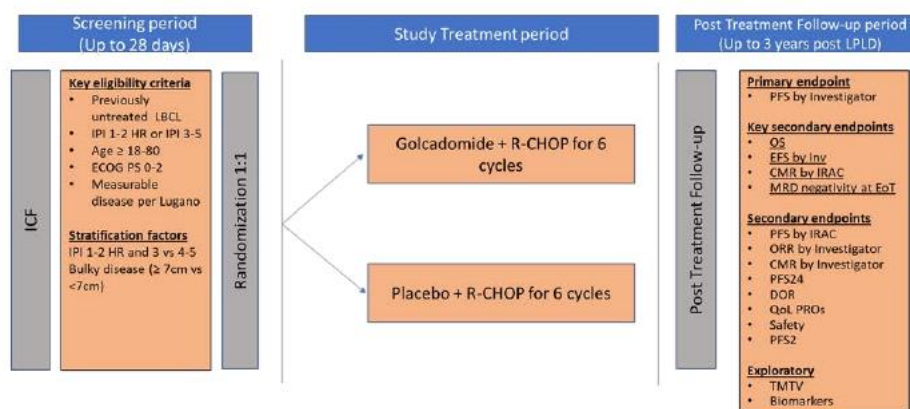 Screening period
(Up to 28 days)
Study Treatment period
Post Treatment Follow-up period
(Up to 3 years post LPLD)
ICF
Key eligibility criteria
• Previously
untreated LBCL
• IPI 1-2 HR or IPI 3-5
• Age ≥ 18-80
• ECOG PS 0-2
• Measurable
disease per Lugano
Stratification factors
IPI 1-2 HR and 3 vs 4-5
Bulky disease (≥ 7cm vs
<7cm)
Randomization 1:1
Golcadomide + R-CHOP for 6
cycles
Placebo + R-CHOP for 6 cycles
Post Treatment Follow-up
Primary endpoint
• PFS by Investigator
Key secondary endpoints
• OS
• EFS by Inv
• CMR by IRAC
• MRD negativity at EoT
Secondary endpoints
• PFS by IRAC
• ORR by Investigator
• CMR by Investigator
• PFS24
• DOR
• QoL PROs
• Safety
• PFS2
Exploratory
• TMTV
• Biomarkers